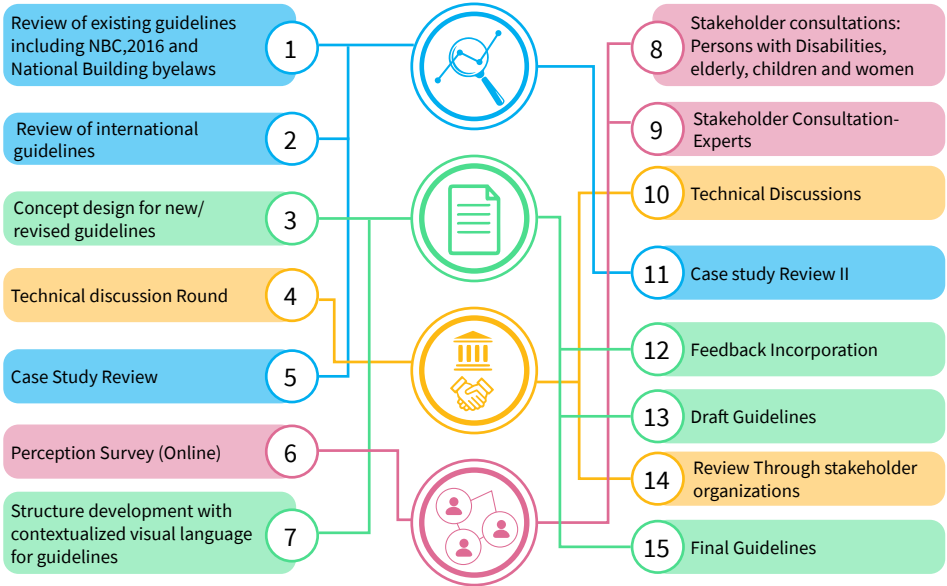 Review of existing guidelines
including NBC,2016 and
National Building byelaws
1
Review of international
guidelines
2
Concept design for new/
revised guidelines
3
Technical discussion Round
4
Case Study Review
5
Perception Survey (Online)
6
Structure development with
contextualized visual language
for guidelines
7
8
Stakeholder consultations:
Persons with Disabilities,
elderly, children and women
9
Stakeholder Consultation-
Experts
10
Technical Discussions
11
Case study Review II
12
Feedback Incorporation
13
Draft Guidelines
14
Review Through stakeholder
organizations
15
Final Guidelines